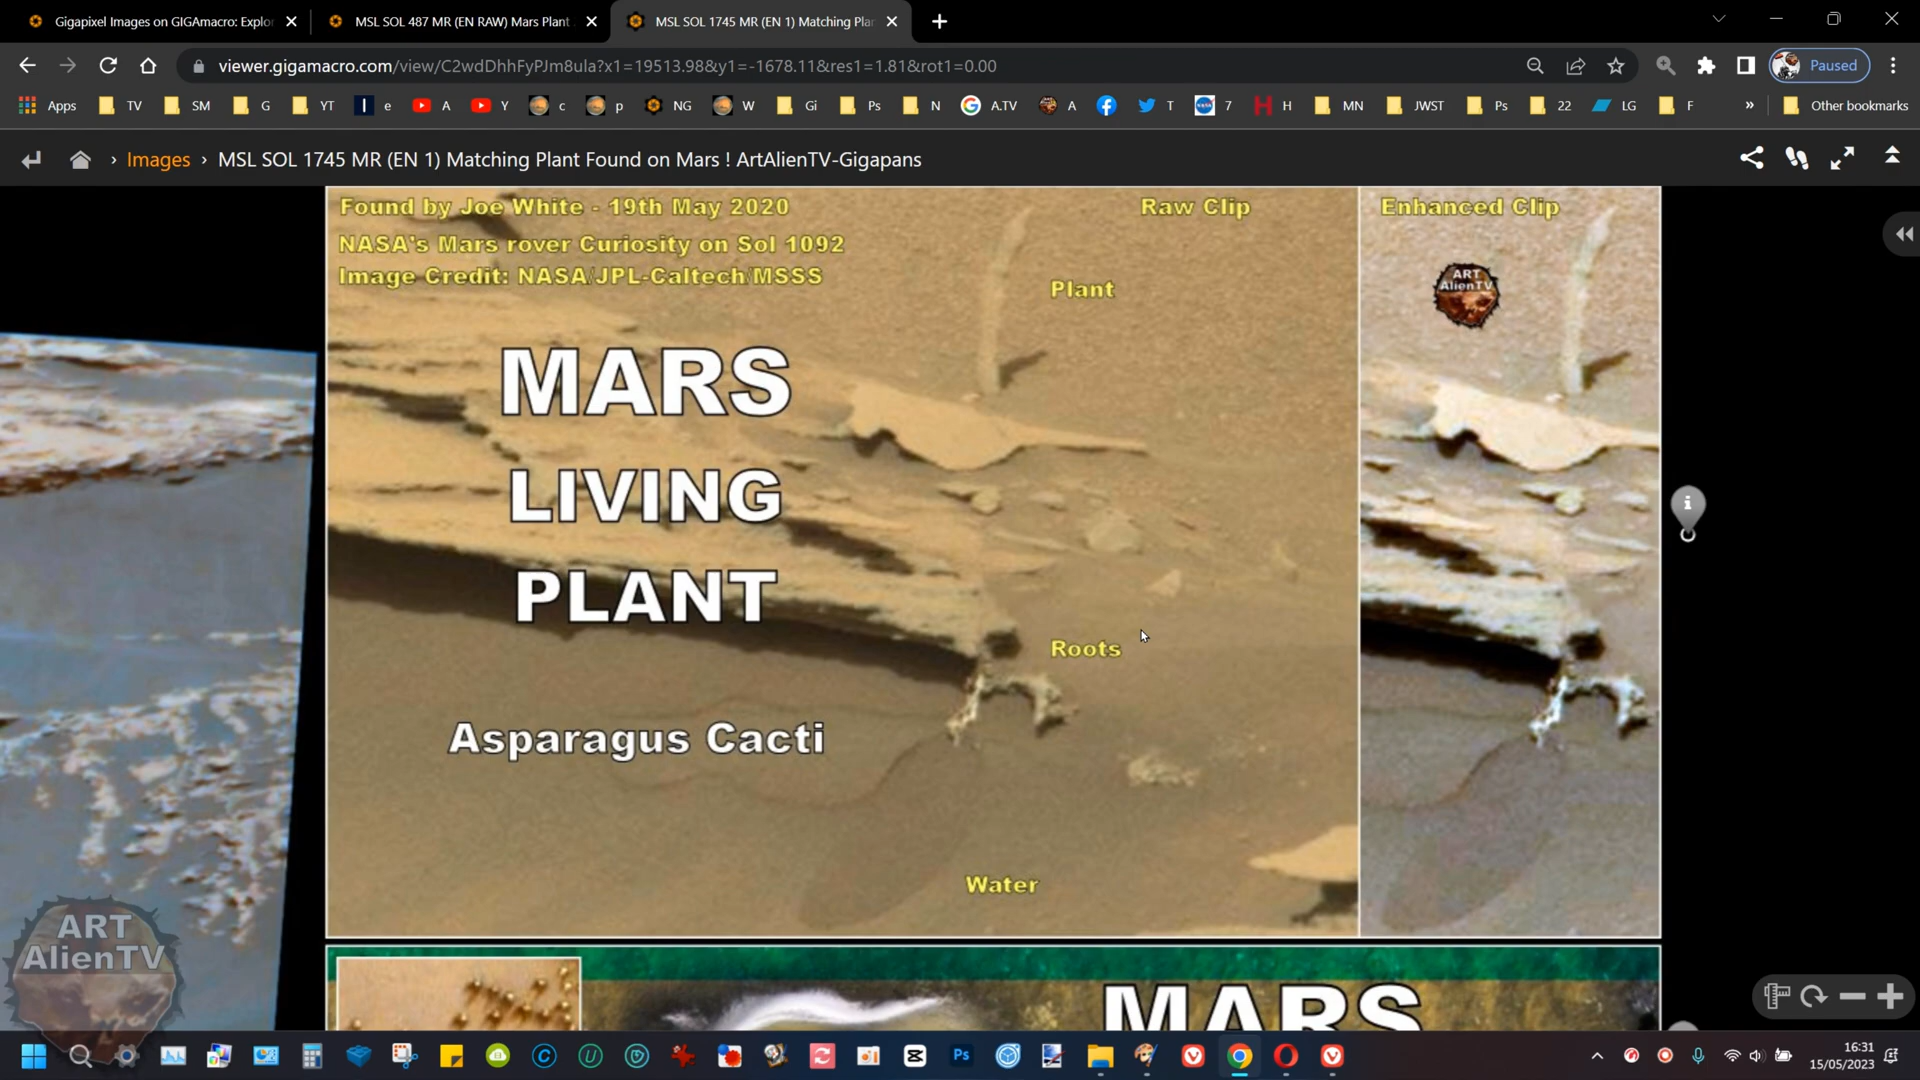 Gigapixel Images on GIGAmacro: Explo
MSL SOL 487 MR (EN RAW) Mars Plant
MSL SOL 1745 MR (EN 1) Matching Pla
viewer.gigamacro.com/view/C2wdDhhFyPJm8ula?x1=19513.98&y1=-1678.11&res1=1.81&rot1=0.00
Paused
Apps TV SM G YT e A Y c p NG W Gi Ps N A.TV A T 7 H MN JWST Ps 22 LG F » Other bookmarks
› Images › MSL SOL 1745 MR (EN 1) Matching Plant Found on Mars ! ArtAlienTV-Gigapans
Found by Joe White - 19th May 2020
Raw Clip
Enhanced Clip
NASA's Mars rover Curiosity on Sol 1092
Image Credit: NASA/JPL-Caltech/MSSS
Plant
ART
AlienTV
MARS
LIVING
PLANT
Roots
Asparagus Cacti
Water
ART
AlienTV
MARS
16:31
15/05/2023